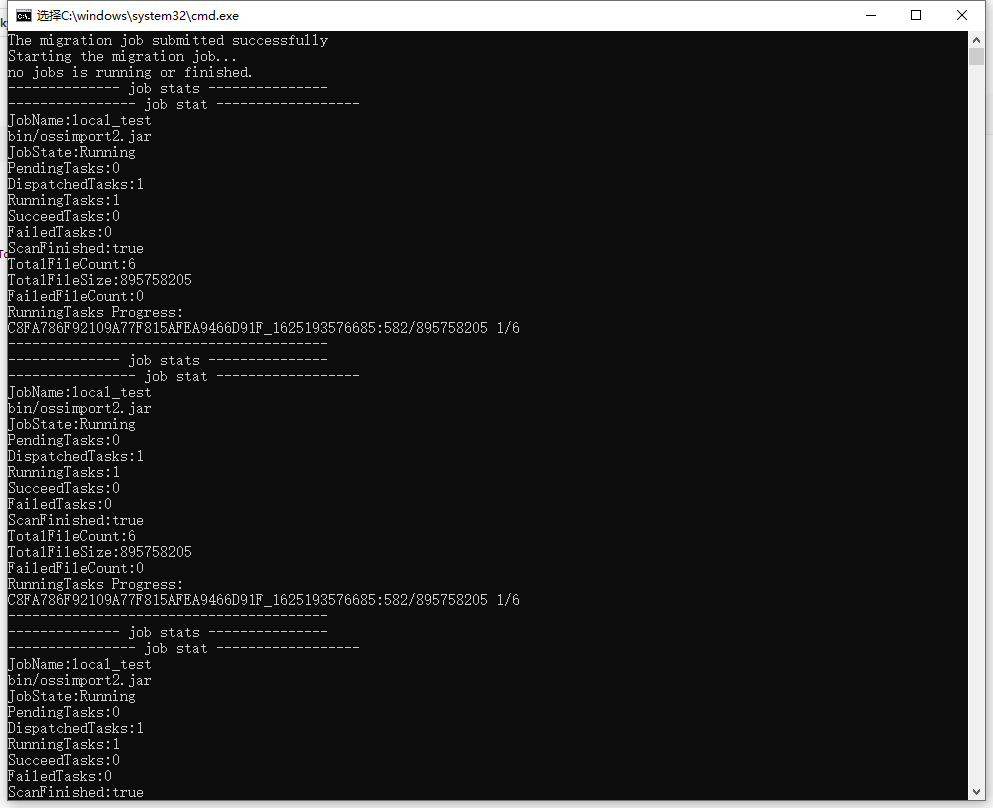 选择C:\windows\system32\cmd.exe
The migration job submitted successfully
Starting the migration job...
no jobs is running or finished.
-------------- job stats ---------------
---------------- job stat ------------------
JobName:local_test
bin/ossimport2.jar
JobState:Running
PendingTasks:0
DispatchedTasks:1
RunningTasks:1
SucceedTasks:0
FailedTasks:0
ScanFinished:true
TotalFileCount:6
TotalFileSize:895758205
FailedFileCount:0
RunningTasks Progress:
C8FA786F92109A77F815AFEA9466D91F_1625193576685:582/895758205 1/6
----------------------------------------
-------------- job stats ---------------
---------------- job stat ------------------
JobName:local_test
bin/ossimport2.jar
JobState:Running
PendingTasks:0
DispatchedTasks:1
RunningTasks:1
SucceedTasks:0
FailedTasks:0
ScanFinished:true
TotalFileCount:6
TotalFileSize:895758205
FailedFileCount:0
RunningTasks Progress:
C8FA786F92109A77F815AFEA9466D91F_1625193576685:582/895758205 1/6
----------------------------------------
-------------- job stats ---------------
---------------- job stat ------------------
JobName:local_test
bin/ossimport2.jar
JobState:Running
PendingTasks:0
DispatchedTasks:1
RunningTasks:1
SucceedTasks:0
FailedTasks:0
ScanFinished:true